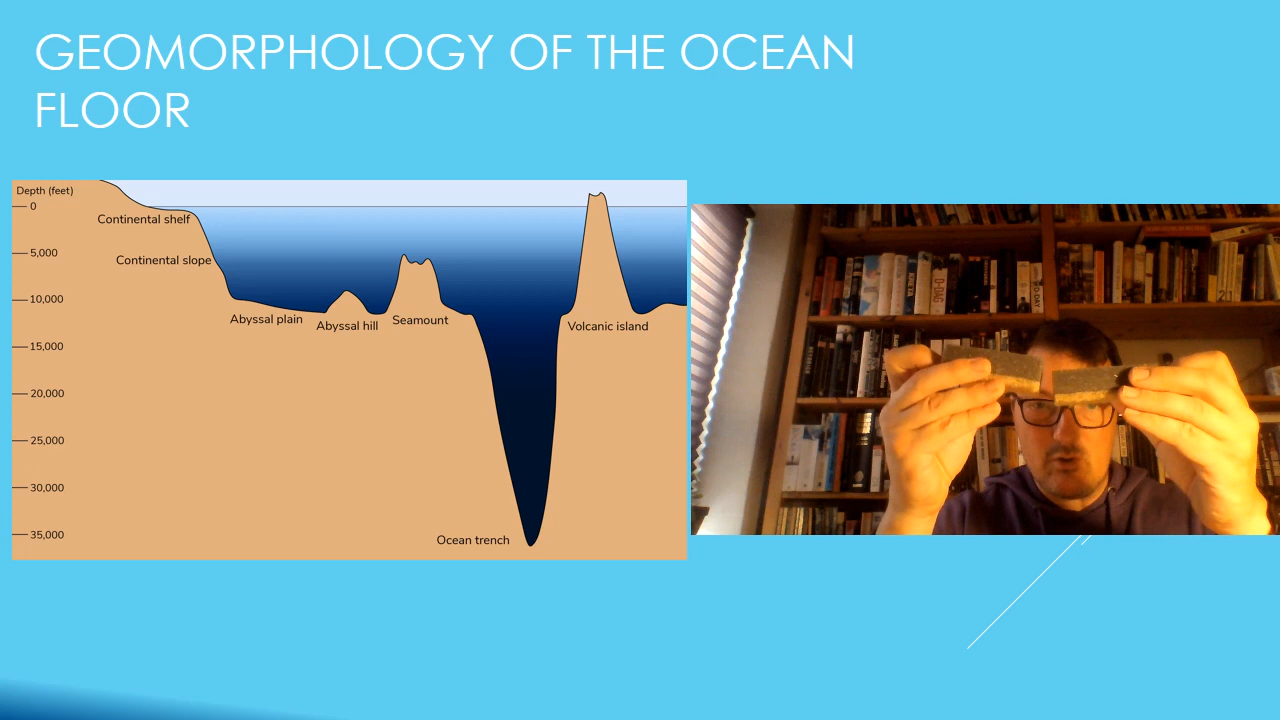 GEOMORPHOLOGY OF THE OCEAN
FLOOR
Depth (feet)
0
Continental shelf
5,000
Continental slope
10,000
Abyssal plain
Abyssal hill
Seamount
Volcanic island
15,000
20,000
25,000
30,000
35,000
Ocean trench
D-DAG